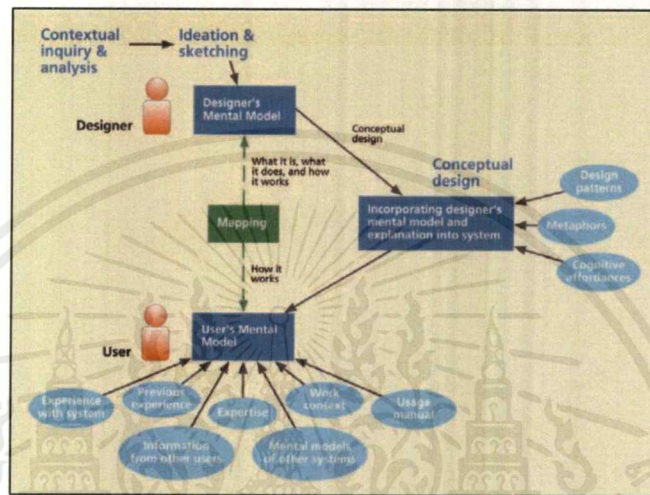 Contextual
inquiry &
analysis
Ideation &
sketching
Designer
Designer's
Mental Model
Conceptual
design
What it is, what
it does, and how
it works
Conceptual
design
Mapping
Incorporating designer's
mental model and
explanation into system
Design
patterns
Metaphors
Cognitive
affordances
How it
works
User
User's Mental
Model
Experience
with system
Previous
experience
Expertise
Work
context
Usage
manual
Information
from other users
Mental models
of other systems